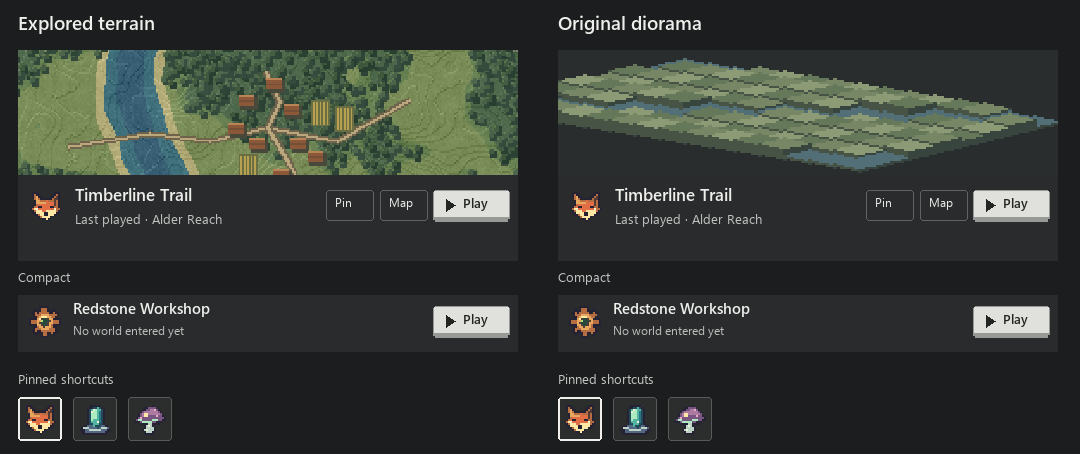 Explored terrain
Timberline Trail
Last played · Alder Reach
Pin
Map
Play
Compact
Redstone Workshop
No world entered yet
Play
Pinned shortcuts
Original diorama
Timberline Trail
Last played · Alder Reach
Pin
Map
Play
Compact
Redstone Workshop
No world entered yet
Play
Pinned shortcuts